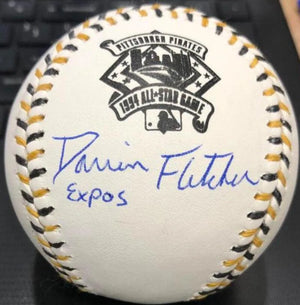 PITTSBURGH PIRATES
1994 ALL★STAR GAME
Darrin Fletcher
Expos